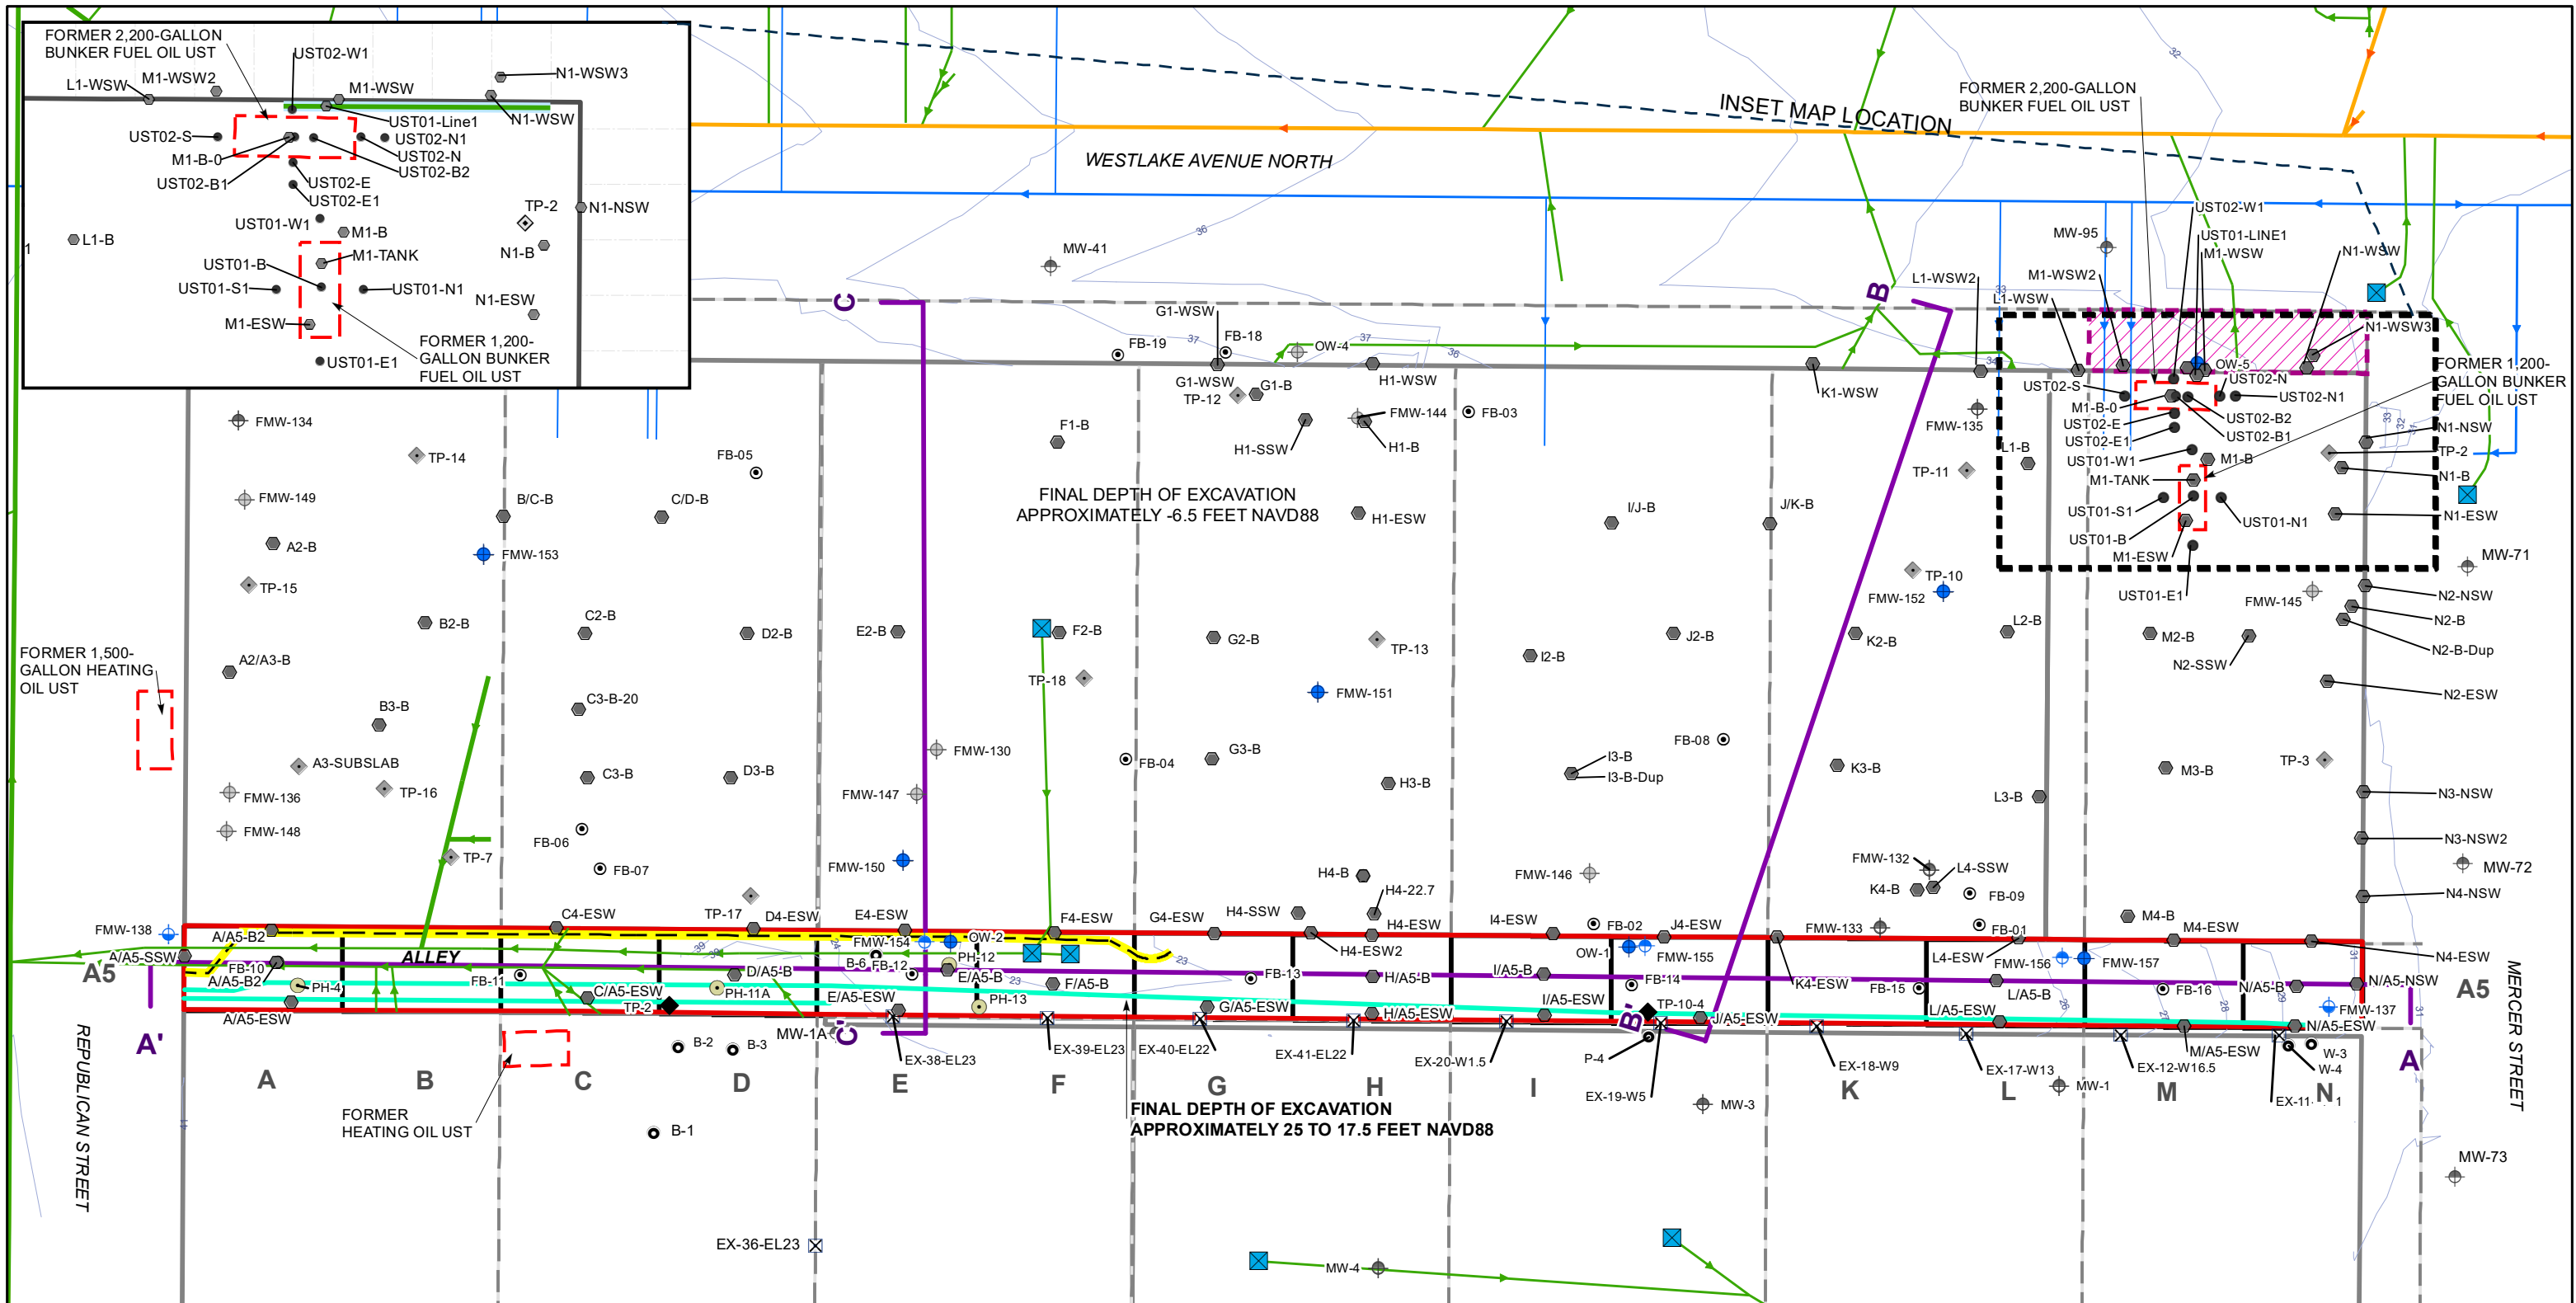 FORMER 2,200-GALLON
BUNKER FUEL OIL UST
UST02-W1
M1-WSW2
L1-WSW
M1-WSW
N1-WSW3
UST01-Line1
N1-WSW
UST02-S
UST02-N1
M1-B-0
UST02-N
UST02-B2
UST02-B1
UST02-E
UST02-E1
TP-2
N1-NSW
UST01-W1
M1-B
L1-B
N1-B
M1-TANK
UST01-B
UST01-S1
UST01-N1
N1-ESW
M1-ESW
FORMER 1,200-
GALLON BUNKER
FUEL OIL UST
UST01-E1
1
INSET MAP LOCATION
WESTLAKE AVENUE NORTH
FORMER 2,200-GALLON
BUNKER FUEL OIL UST
32
36
MW-41
MW-95
UST02-W1
UST01-LINE1
M1-WSW
N1-WSW
M1-WSW2
L1-WSW2
L1-WSW
33
C
B
G1-WSW
FB-19
FB-18
37
OW-4
37
36
34
N1-WSW3
OW-5
FORMER 1,200-
GALLON BUNKER
FUEL OIL UST
G1-WSW
TP-12
G1-B
H1-WSW
K1-WSW
UST02-S
UST02-N
UST02-N1
M1-B-0
UST02-B2
UST02-E
UST02-B1
UST02-E1
FMW-134
FMW-144
FB-03
FMW-135
33
32
31
N1-NSW
F1-B
H1-SSW
H1-B
TP-14
FB-05
TP-11
L1-B
UST01-W1
M1-B
TP-2
M1-TANK
N1-B
FMW-149
B/C-B
C/D-B
FINAL DEPTH OF EXCAVATION
APPROXIMATELY -6.5 FEET NAVD88
H1-ESW
I/J-B
J/K-B
UST01-S1
UST01-N1
N1-ESW
UST01-B
M1-ESW
A2-B
FMW-153
MW-71
TP-15
TP-10
FMW-152
UST01-E1
FMW-145
N2-NSW
B2-B
C2-B
D2-B
E2-B
F2-B
G2-B
TP-13
J2-B
K2-B
L2-B
M2-B
N2-B
N2-B-Dup
FORMER 1,500-
GALLON HEATING
OIL UST
A2/A3-B
I2-B
N2-SSW
TP-18
FMW-151
N2-ESW
C3-B-20
B3-B
FMW-130
FB-04
G3-B
FB-08
I3-B
I3-B-Dup
A3-SUBSLAB
C3-B
D3-B
H3-B
K3-B
M3-B
TP-3
FMW-136
TP-16
FMW-147
L3-B
N3-NSW
FMW-148
FB-06
N3-NSW2
TP-7
FB-07
FMW-150
H4-B
FMW-146
FMW-132
L4-SSW
K4-B
FB-09
MW-72
N4-NSW
TP-17
C4-ESW
D4-ESW
E4-ESW
F4-ESW
G4-ESW
H4-SSW
H4-22.7
H4-ESW
I4-ESW
FB-02
J4-ESW
FMW-133
FB-01
M4-B
M4-ESW
FMW-138
A/A5-B2
FMW-154
OW-2
H4-ESW2
A/A5-SSW
ALLEY
39
24
B-6
FB-12
PH-12
23
OW-1
FMW-155
L4-ESW
FMW-156
FMW-157
31
N4-ESW
A5
FB-10
A/A5-B2
PH-4
FB-11
D/A5-B
E/A5-B
F/A5-B
FB-13
H/A5-B
I/A5-B
FB-14
K4-ESW
FB-15
L/A5-B
FB-16
N/A5-B
N/A5-NSW
A5
C/A5-ESW
PH-11A
23
PH-13
A/A5-ESW
TP-2
E/A5-ESW
G/A5-ESW
H/A5-ESW
I/A5-ESW
TP-10-4
J/A5-ESW
L/A5-ESW
26
27
28
29
FMW-137
31
N/A5-ESW
A'
MW-1A
C'
B'
B-2
B-3
EX-38-EL23
EX-39-EL23
EX-40-EL22
EX-41-EL22
EX-20-W1.5
P-4
EX-19-W5
EX-18-W9
EX-17-W13
MW-1
EX-12-W16.5
M/A5-ESW
W-3
W-4
A
A
B
C
D
E
F
G
H
I
K
L
M
N
MW-3
FORMER
HEATING OIL UST
FINAL DEPTH OF EXCAVATION
APPROXIMATELY 25 TO 17.5 FEET NAVD88
B-1
41
REPUBLICAN STREET
MERCER STREET
MW-73
EX-36-EL23
MW-4